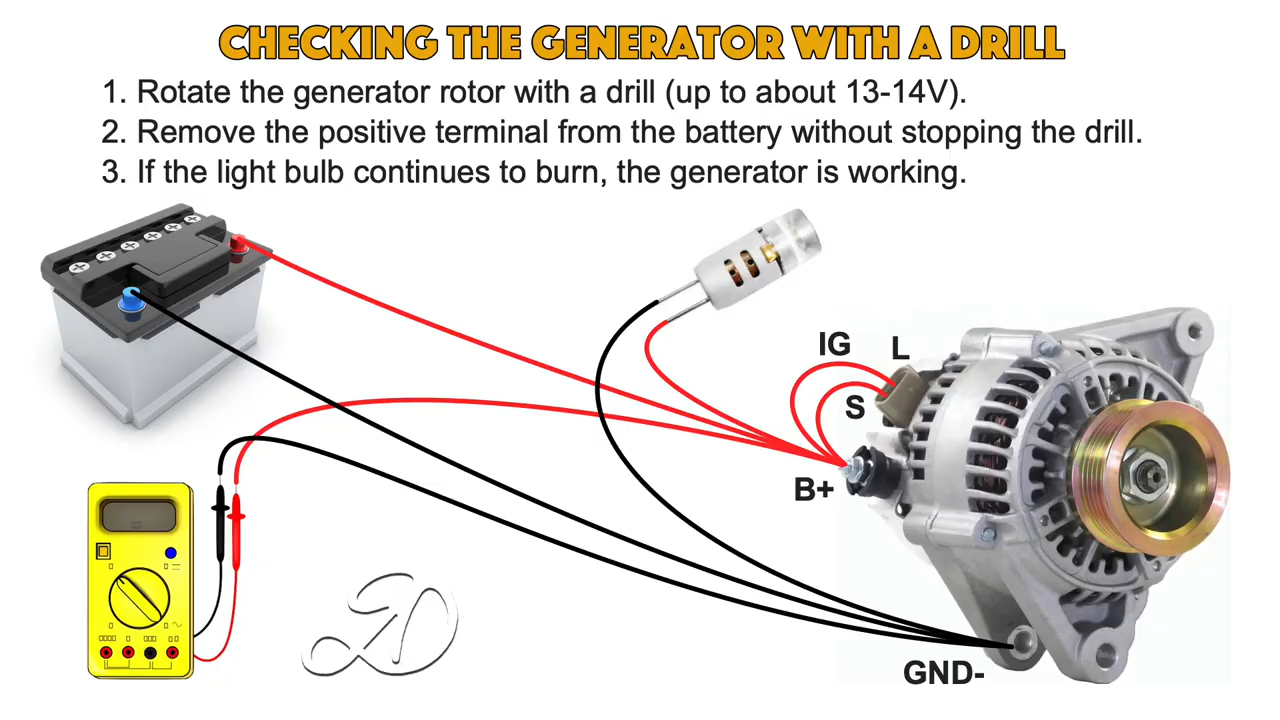 CHECKING THE GENERATOR WITH A DRILL
1. Rotate the generator rotor with a drill (up to about 13-14V).
2. Remove the positive terminal from the battery without stopping the drill.
3. If the light bulb continues to burn, the generator is working.
IG
L
S
B+
GND-